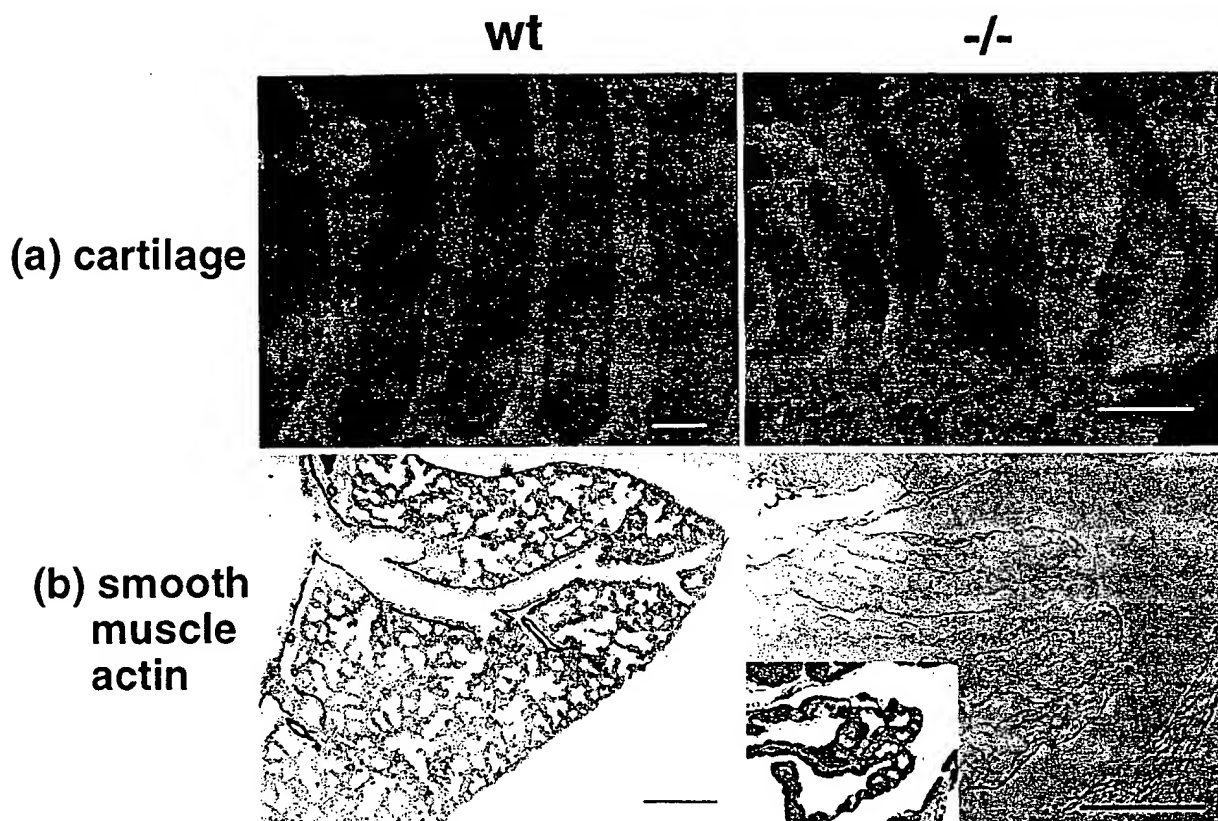 wt
-/-
(a) cartilage
(b) smooth
muscle
actin